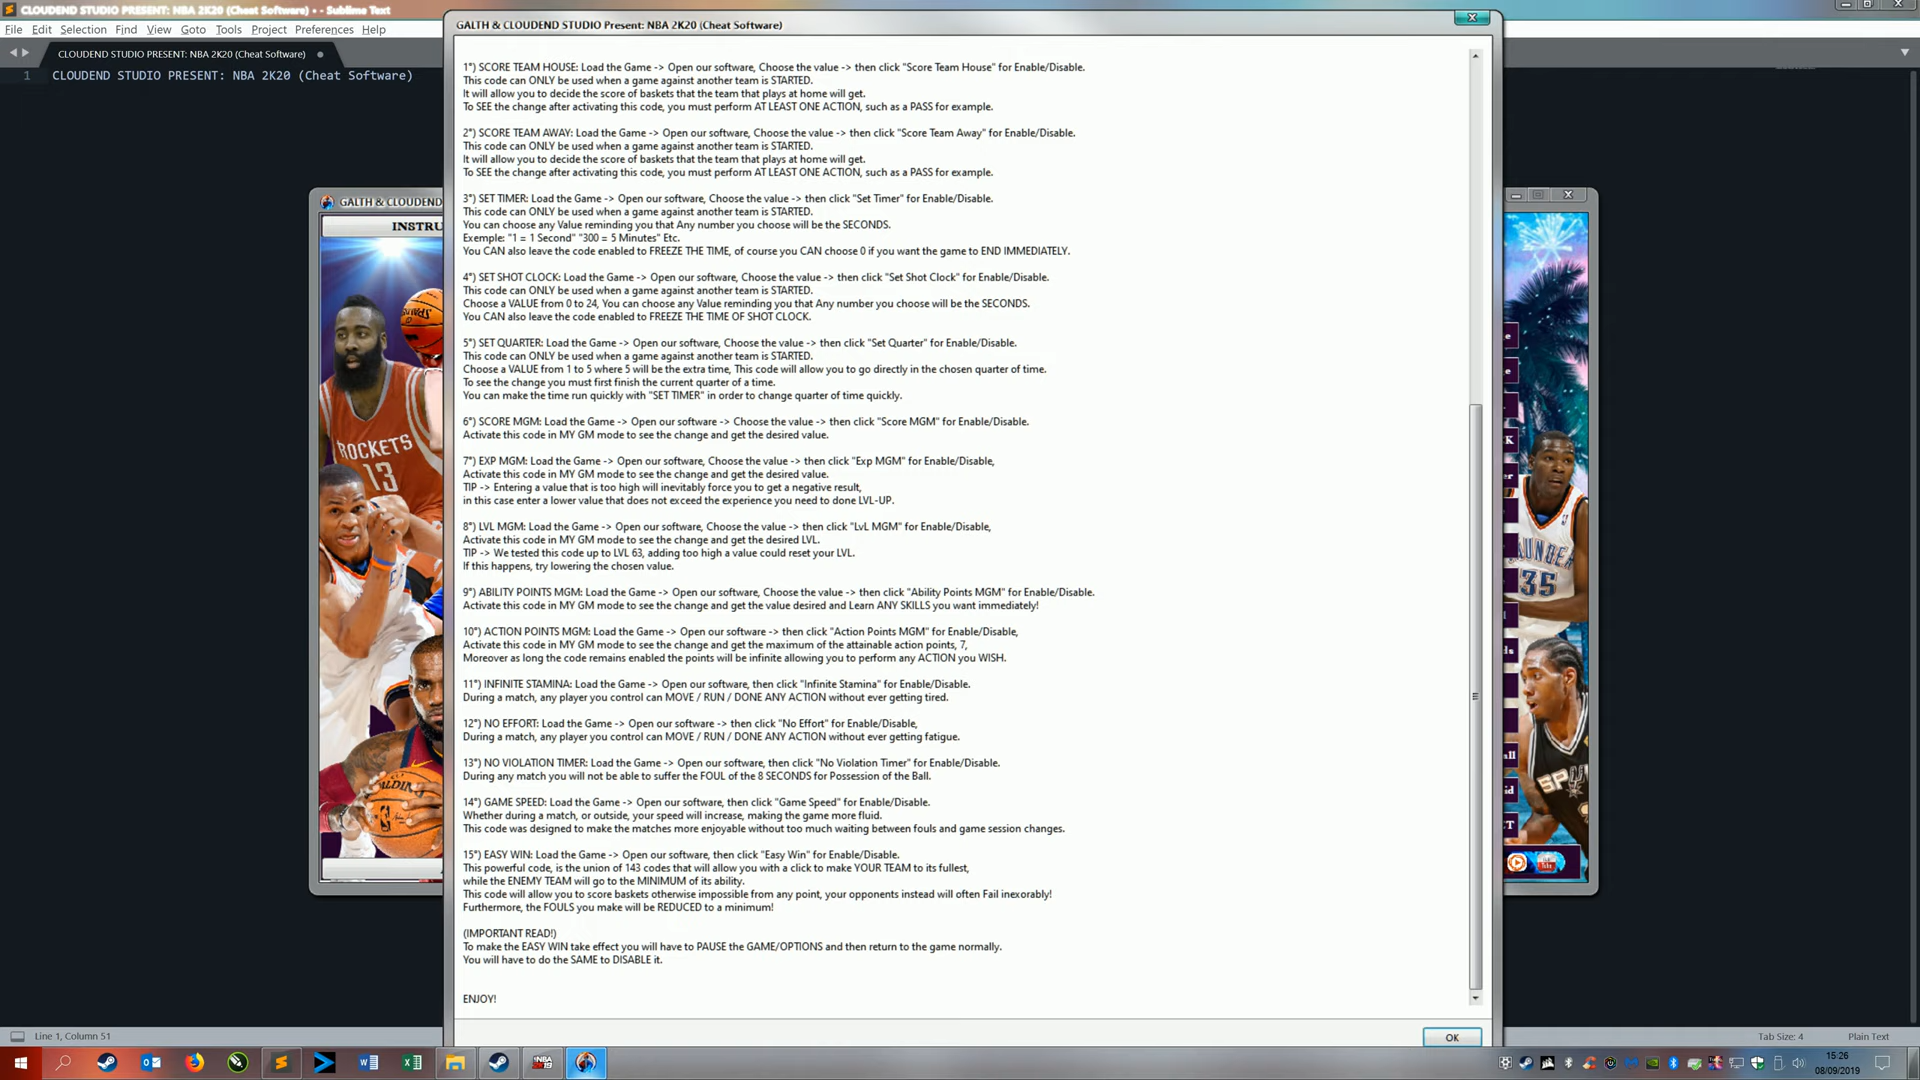 CLOUDEND STUDIO PRESENT: NBA 2K20 (Cheat Software) • - Sublime Text
File Edit Selection Find View Goto Tools Project Preferences Help
CLOUDEND STUDIO PRESENT: NBA 2K20 (Cheat Software)
1 CLOUDEND STUDIO PRESENT: NBA 2K20 (Cheat Software)
GALTH & CLOUDEND
INSTRU
ROCKETS
13
GALTH & CLOUDEND STUDIO Present: NBA 2K20 (Cheat Software)
1°) SCORE TEAM HOUSE: Load the Game -> Open our software, Choose the value -> then click "Score Team House" for Enable/Disable.
This code can ONLY be used when a game against another team is STARTED.
It will allow you to decide the score of baskets that the team that plays at home will get.
To SEE the change after activating this code, you must perform AT LEAST ONE ACTION, such as a PASS for example.
2°) SCORE TEAM AWAY: Load the Game -> Open our software, Choose the value -> then click "Score Team Away" for Enable/Disable.
This code can ONLY be used when a game against another team is STARTED.
It will allow you to decide the score of baskets that the team that plays at home will get.
To SEE the change after activating this code, you must perform AT LEAST ONE ACTION, such as a PASS for example.
3°) SET TIMER: Load the Game -> Open our software, Choose the value -> then click "Set Timer" for Enable/Disable.
This code can ONLY be used when a game against another team is STARTED.
You can choose any Value reminding you that Any number you choose will be the SECONDS.
Exemple: "1 = 1 Second" "300 = 5 Minutes" Etc.
You CAN also leave the code enabled to FREEZE THE TIME, of course you CAN choose 0 if you want the game to END IMMEDIATELY.
4°) SET SHOT CLOCK: Load the Game -> Open our software, Choose the value -> then click "Set Shot Clock" for Enable/Disable.
This code can ONLY be used when a game against another team is STARTED.
Choose a VALUE from 0 to 24, You can choose any Value reminding you that Any number you choose will be the SECONDS.
You CAN also leave the code enabled to FREEZE THE TIME OF SHOT CLOCK.
5°) SET QUARTER: Load the Game -> Open our software, Choose the value -> then click "Set Quarter" for Enable/Disable.
This code can ONLY be used when a game against another team is STARTED.
Choose a VALUE from 1 to 5 where 5 will be the extra time, This code will allow you to go directly in the chosen quarter of time.
To see the change you must first finish the current quarter of a time.
You can make the time run quickly with "SET TIMER" in order to change quarter of time quickly.
6°) SCORE MGM: Load the Game -> Open our software -> Choose the value -> then click "Score MGM" for Enable/Disable.
Activate this code in MY GM mode to see the change and get the desired value.
7°) EXP MGM: Load the Game -> Open our software, Choose the value -> then click "Exp MGM" for Enable/Disable,
Activate this code in MY GM mode to see the change and get the desired value.
TIP -> Entering a value that is too high will inevitably force you to get a negative result,
in this case enter a lower value that does not exceed the experience you need to done LVL-UP.
8°) LVL MGM: Load the Game -> Open our software, Choose the value -> then click "LvL MGM" for Enable/Disable,
Activate this code in MY GM mode to see the change and get the desired LVL.
TIP -> We tested this code up to LVL 63, adding too high a value could reset your LVL.
If this happens, try lowering the chosen value.
9°) ABILITY POINTS MGM: Load the Game -> Open our software, Choose the value -> then click "Ability Points MGM" for Enable/Disable.
Activate this code in MY GM mode to see the change and get the value desired and Learn ANY SKILLS you want immediately!
10°) ACTION POINTS MGM: Load the Game -> Open our software -> then click "Action Points MGM" for Enable/Disable,
Activate this code in MY GM mode to see the change and get the maximum of the attainable action points, 7,
Moreover as long the code remains enabled the points will be infinite allowing you to perform any ACTION you WISH.
11°) INFINITE STAMINA: Load the Game -> Open our software, then click "Infinite Stamina" for Enable/Disable.
During a match, any player you control can MOVE / RUN / DONE ANY ACTION without ever getting tired.
12°) NO EFFORT: Load the Game -> Open our software -> then click "No Effort" for Enable/Disable,
During a match, any player you control can MOVE / RUN / DONE ANY ACTION without ever getting fatigue.
13°) NO VIOLATION TIMER: Load the Game -> Open our software, then click "No Violation Timer" for Enable/Disable.
During any match you will not be able to suffer the FOUL of the 8 SECONDS for Possession of the Ball.
14°) GAME SPEED: Load the Game -> Open our software, then click "Game Speed" for Enable/Disable.
Whether during a match, or outside, your speed will increase, making the game more fluid.
This code was designed to make the matches more enjoyable without too much waiting between fouls and game session changes.
15°) EASY WIN: Load the Game -> Open our software, then click "Easy Win" for Enable/Disable.
This powerful code, is the union of 143 codes that will allow you with a click to make YOUR TEAM to its fullest,
while the ENEMY TEAM will go to the MINIMUM of its ability.
This code will allow you to score baskets otherwise impossible from any point, your opponents instead will often Fail inexorably!
Furthermore, the FOULS you make will be REDUCED to a minimum!
(IMPORTANT READ!)
To make the EASY WIN take effect you will have to PAUSE the GAME/OPTIONS and then return to the game normally.
You will have to do the SAME to DISABLE it.
ENJOY!
OK
35
Line 1, Column 51
Tab Size: 4
Plain Text
15:26
08/09/2019